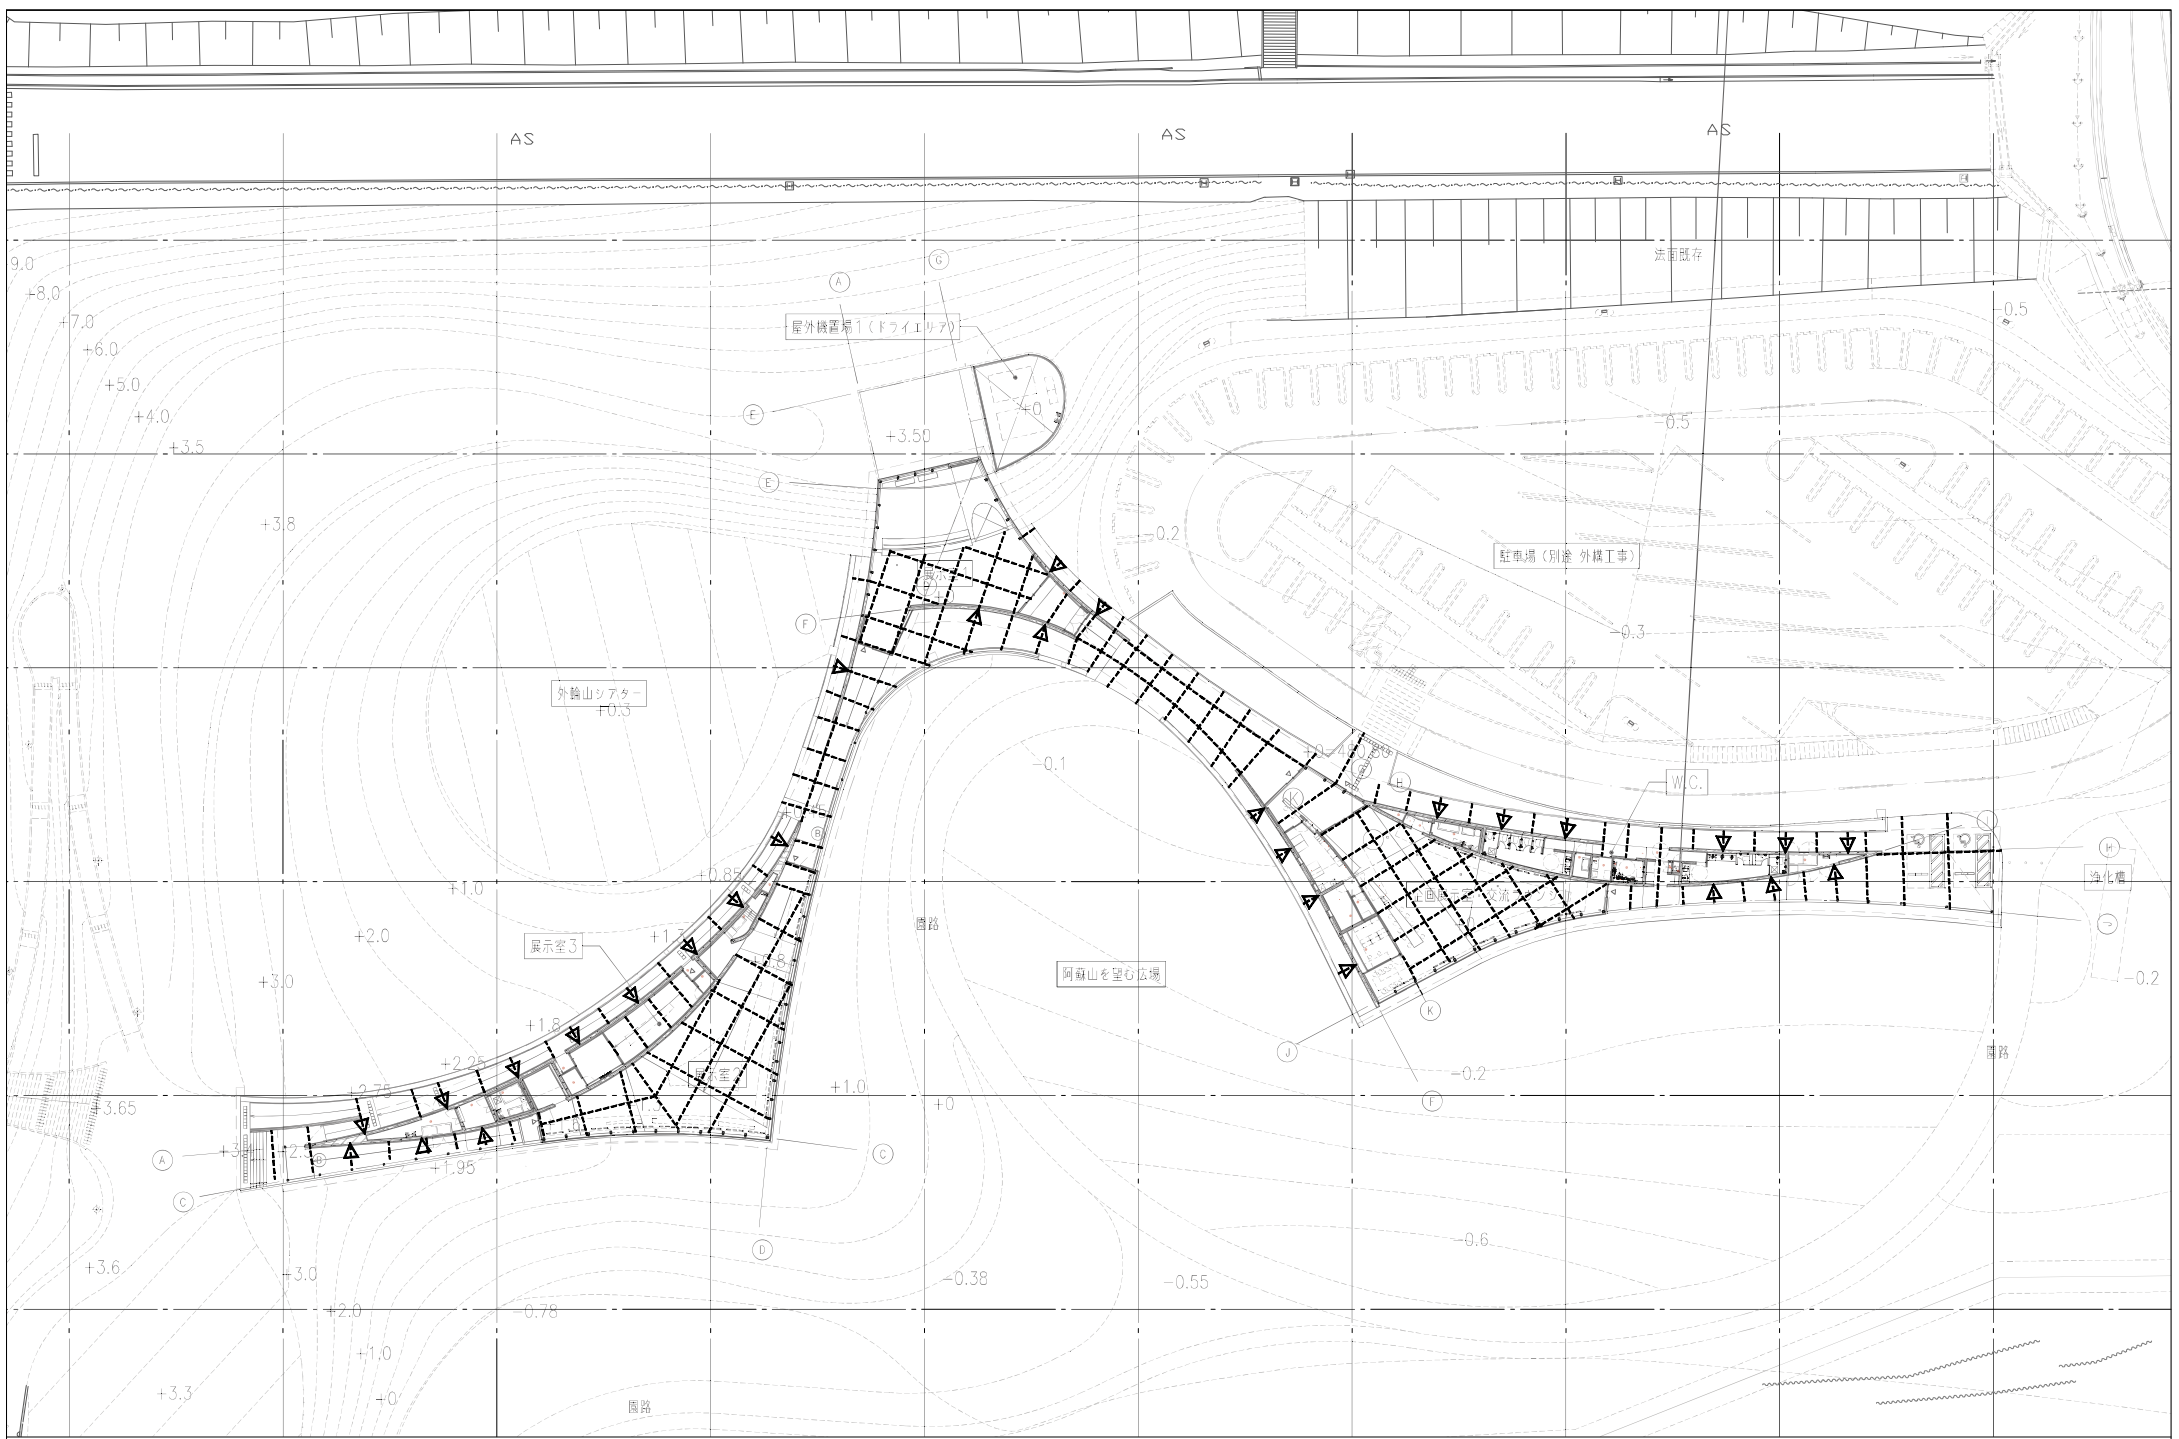 AS
AS
AS
法面既存
9.0
+8.0
+7.0
+6.0
+5.0
+4.0
+3.5
+3.8
G
A
屋外機置場1(ドライエリア)
-0.5
E
+0
+3.50
-0.5
E
-0.2
駐車場(別途 外構工事)
F
-0.3
外輪山シアター
+0.3
-0.1
H
W.C.
K
B
+0.85
+1.0
H
浄化槽
園路
+2.0
展示室3
阿蘇山を望む広場
-0.2
+3.0
K
+1.8
J
園路
+2.25
-0.2
展示室2
+2.75
+1.0
+0
F
+3.65
A
B
C
+1.95
C
D
-0.6
+3.6
+3.0
-0.38
-0.55
+2.0
-0.78
+1.0
+3.3
+0
園路